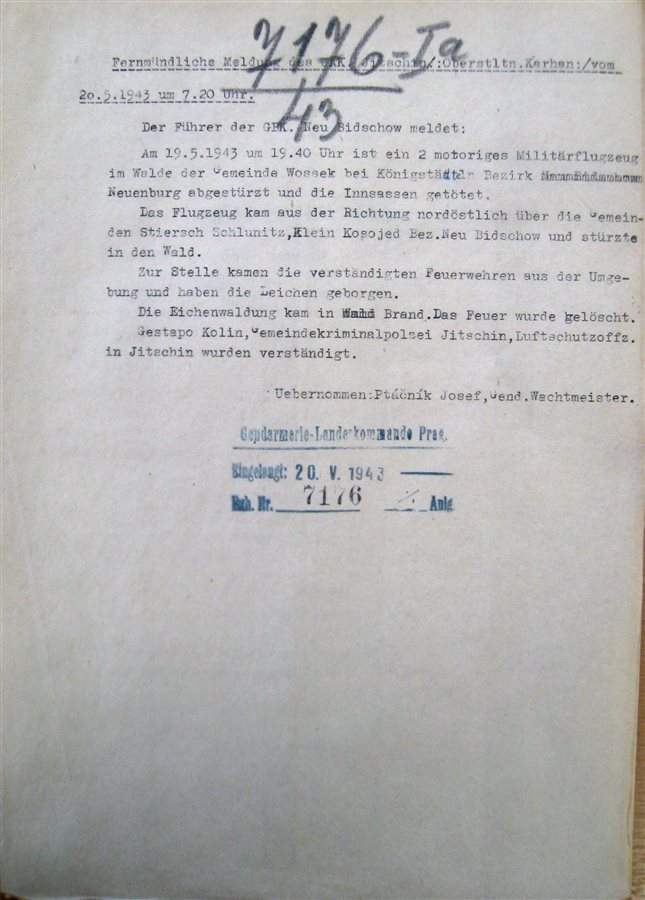 7176-Ia
43
Fernmündliche Meldung des GKK. Jitschin/:Oberstltn.Karhan:/vom
20.5.1943 um 7.20 Uhr.
Der Führer der GBK. Neu Bidschow meldet:
Am 19.5.1943 um 19.40 Uhr ist ein 2 motoriges Militärflugzeug
im Walde der Gemeinde Wossek bei Königstädtl Bezirk
Neuenburg abgestürzt und die Innsassen getötet.
Das Flugzeug kam aus der Richtung nordöstlich über die Gemein-
den Stiersch Schlunitz,Klein Kosojed Bez.Neu Bidschow und stürzte
in den Wald.
Zur Stelle kamen die verständigten Feuerwehren aus der Umge-
bung und haben die Leichen geborgen.
Die Eichenwaldung kam in Brand.Das Feuer wurde gelöscht.
Gestapo Kolin,Gemeindekriminalpolzei Jitschin,Luftschutzoffz.
in Jitschin wurden verständigt.
Uebernommen:Ptáčník Josef,Gend.Wachtmeister.
Gendarmerie-Landeskommando Prag.
Eingelangt: 20. V. 1943
Exh. Nr. 7176 ⁒ Anlg